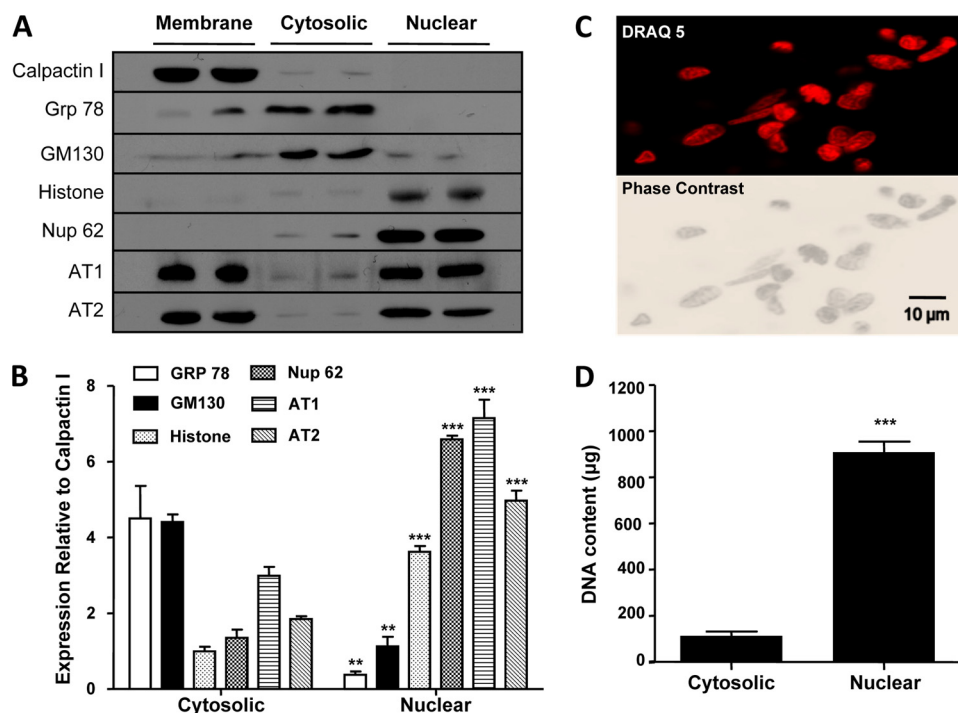 A
Membrane Cytosolic Nuclear
Calpactin I
Grp 78
GM130
Histone
Nup 62
AT1
AT2
B
GRP 78
GM130
Histone
Nup 62
AT1
AT2
Expression Relative to Calpactin I
8
6
4
2
0
** ** *** *** *** ***
Cytosolic Nuclear
C
DRAQ 5
Phase Contrast
10 µm
D
DNA content (µg)
1200
1000
800
600
400
200
0
***
Cytosolic Nuclear